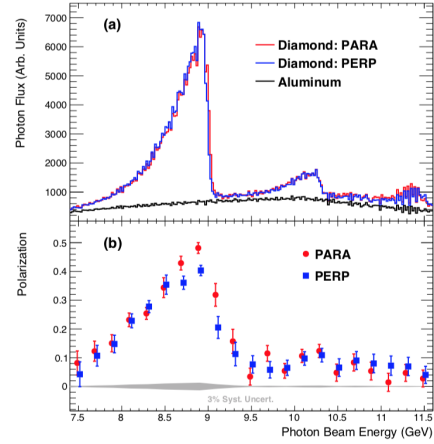 (a)
Diamond: PARA
Diamond: PERP
Aluminum
Photon Flux (Arb. Units)
7000
6000
5000
4000
3000
2000
1000
(b)
PARA
PERP
Polarization
0.5
0.4
0.3
0.2
0.1
0
3% Syst. Uncert.
7.5 8 8.5 9 9.5 10 10.5 11 11.5
Photon Beam Energy (GeV)